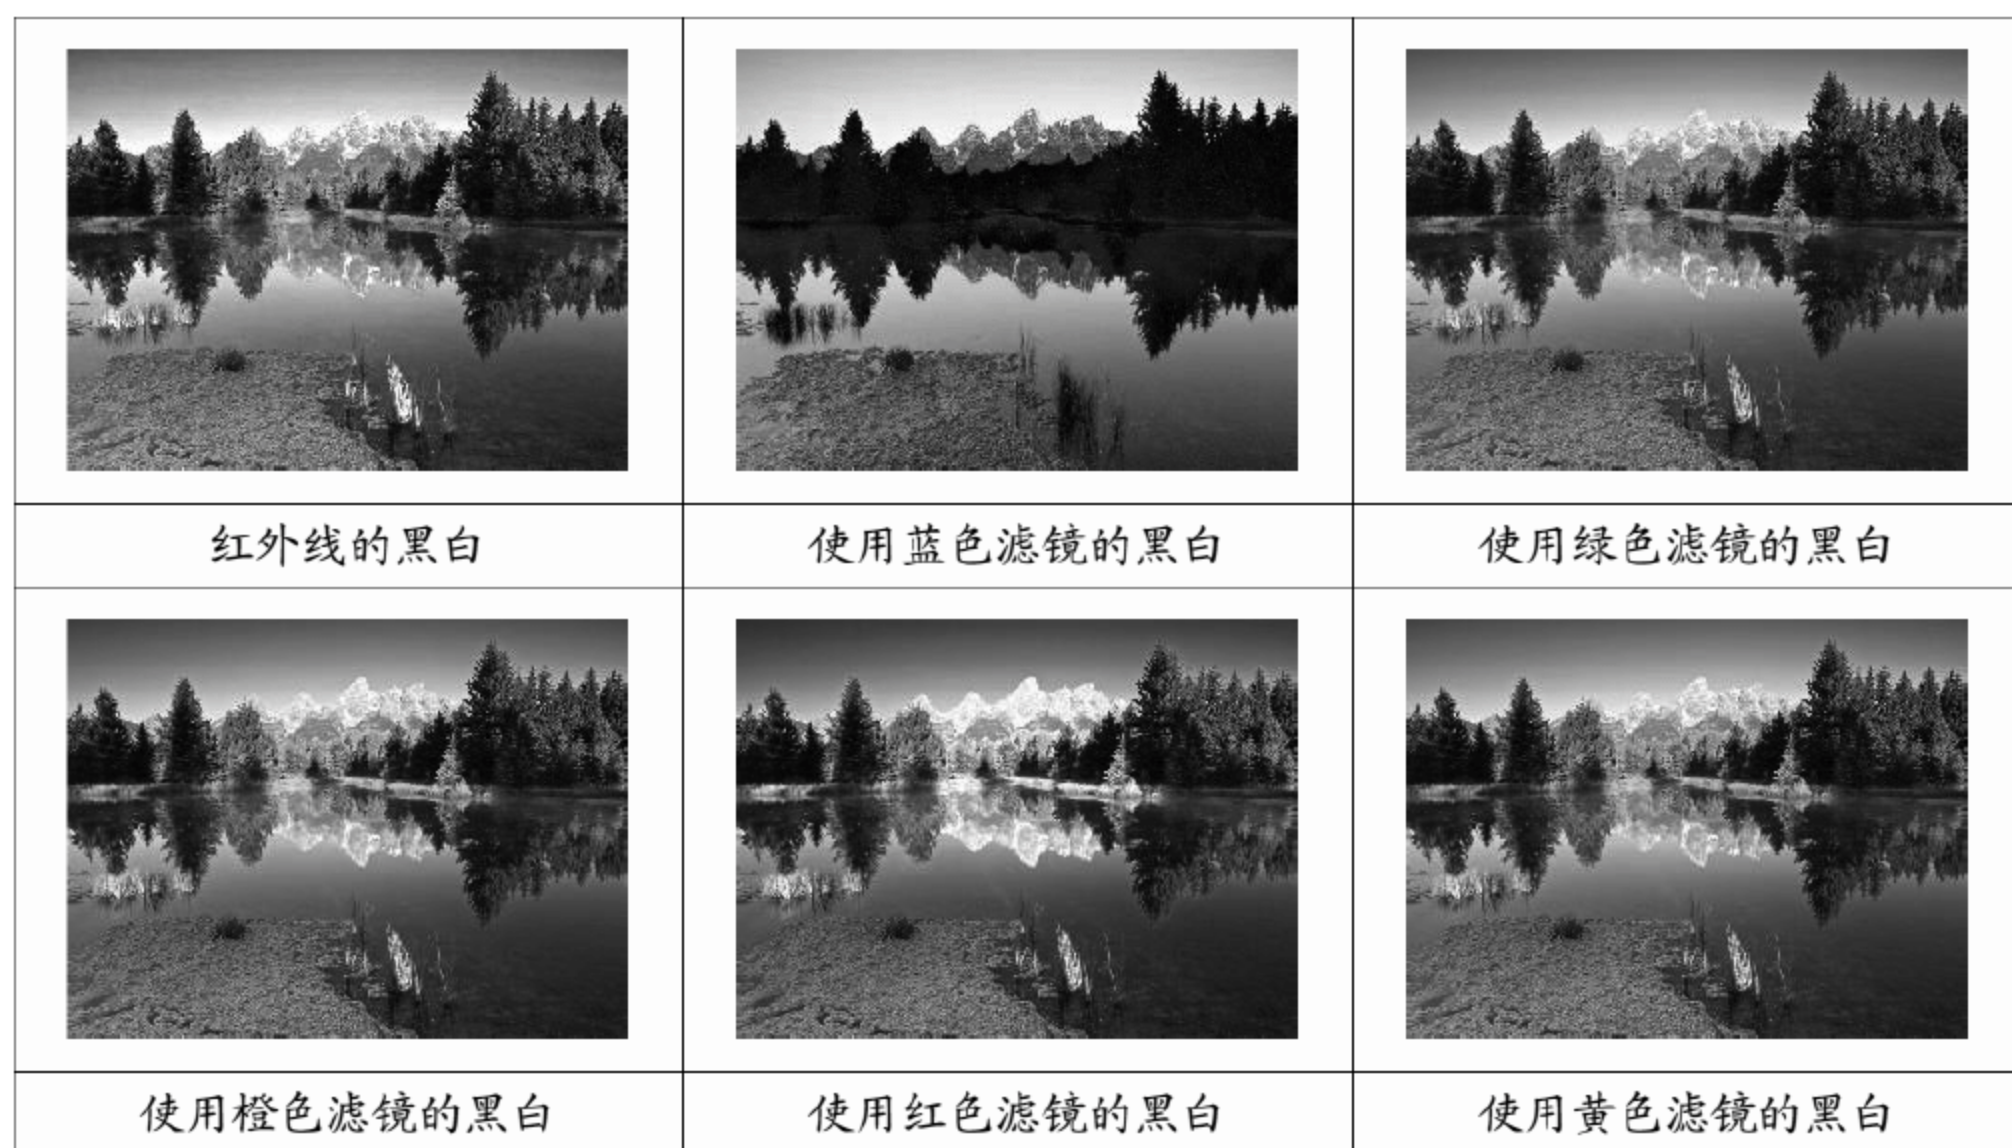 红外线的黑白
使用蓝色滤镜的黑白
使用绿色滤镜的黑白
使用橙色滤镜的黑白
使用红色滤镜的黑白
使用黄色滤镜的黑白